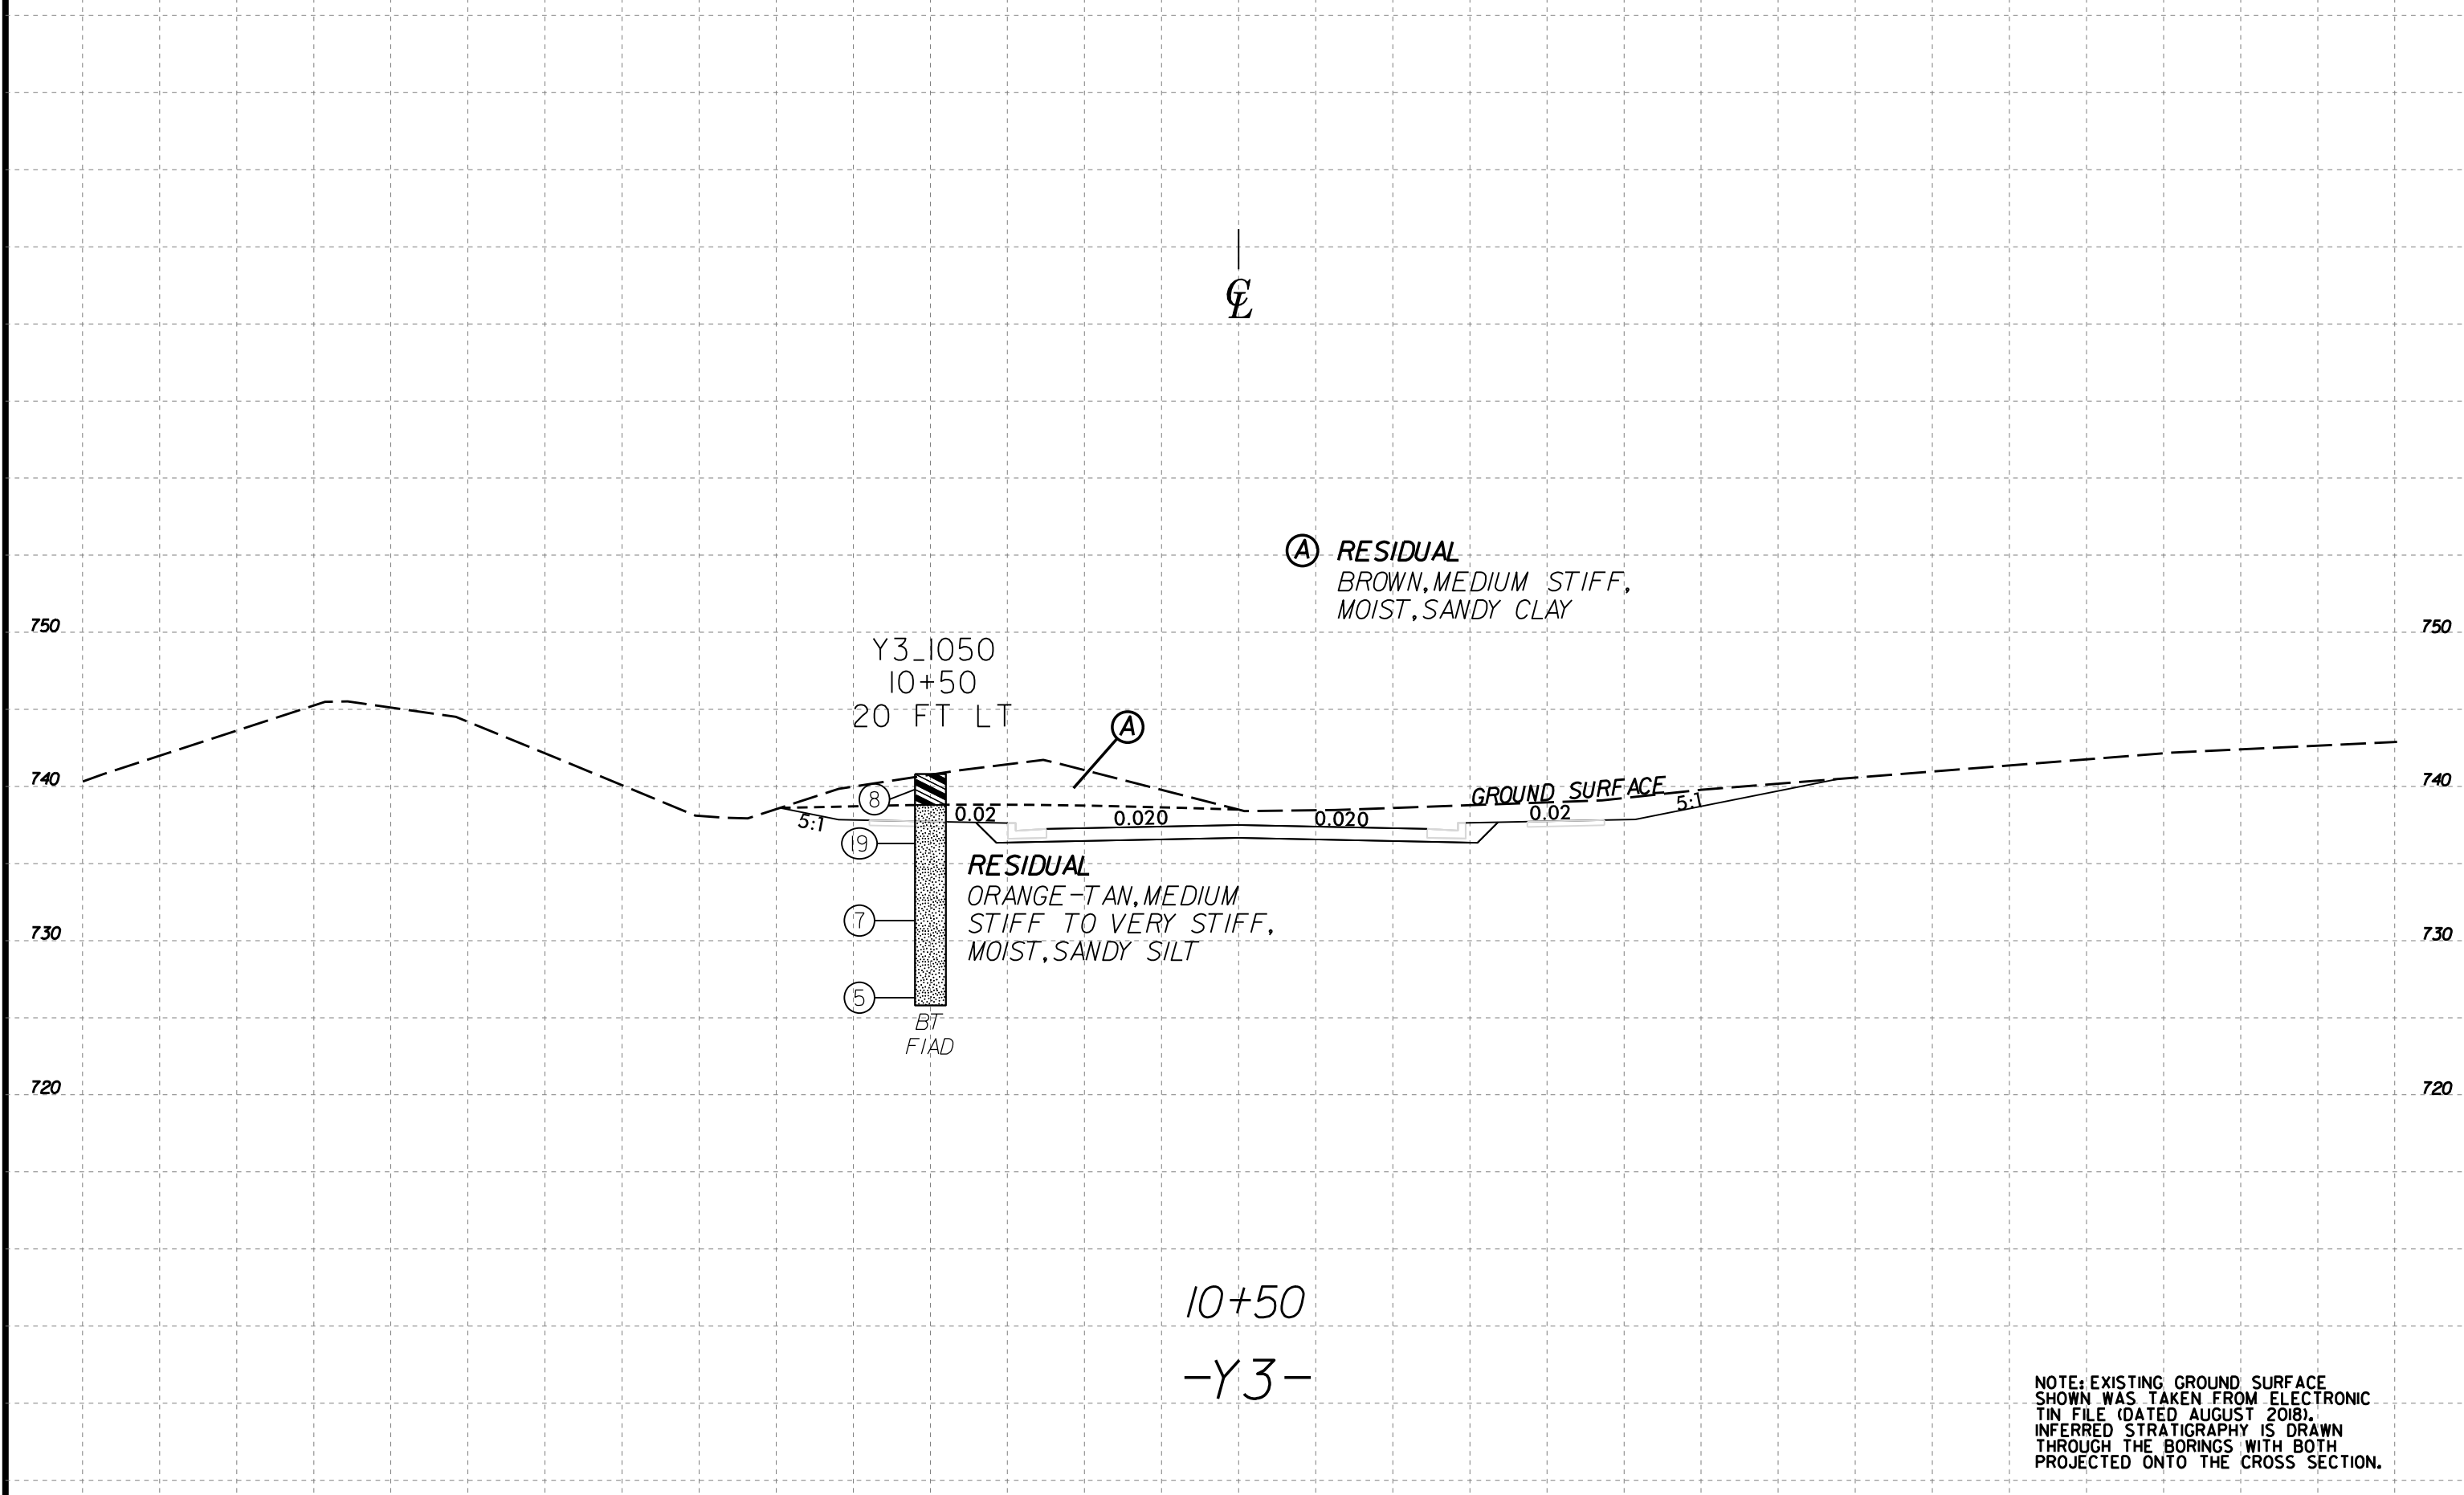 ℄
Ⓐ RESIDUAL
BROWN, MEDIUM STIFF,
MOIST, SANDY CLAY
750
750
Y3_1050
10+50
20 FT LT
A
740
740
GROUND SURFACE
8
5:1
0.02
0.020
0.020
0.02
5:1
19
RESIDUAL
ORANGE-TAN, MEDIUM
STIFF TO VERY STIFF,
MOIST, SANDY SILT
7
730
730
5
BT
FIAD
720
720
10+50
-Y3-
NOTE: EXISTING GROUND SURFACE
SHOWN WAS TAKEN FROM ELECTRONIC
TIN FILE (DATED AUGUST 2018).
INFERRED STRATIGRAPHY IS DRAWN
THROUGH THE BORINGS WITH BOTH
PROJECTED ONTO THE CROSS SECTION.